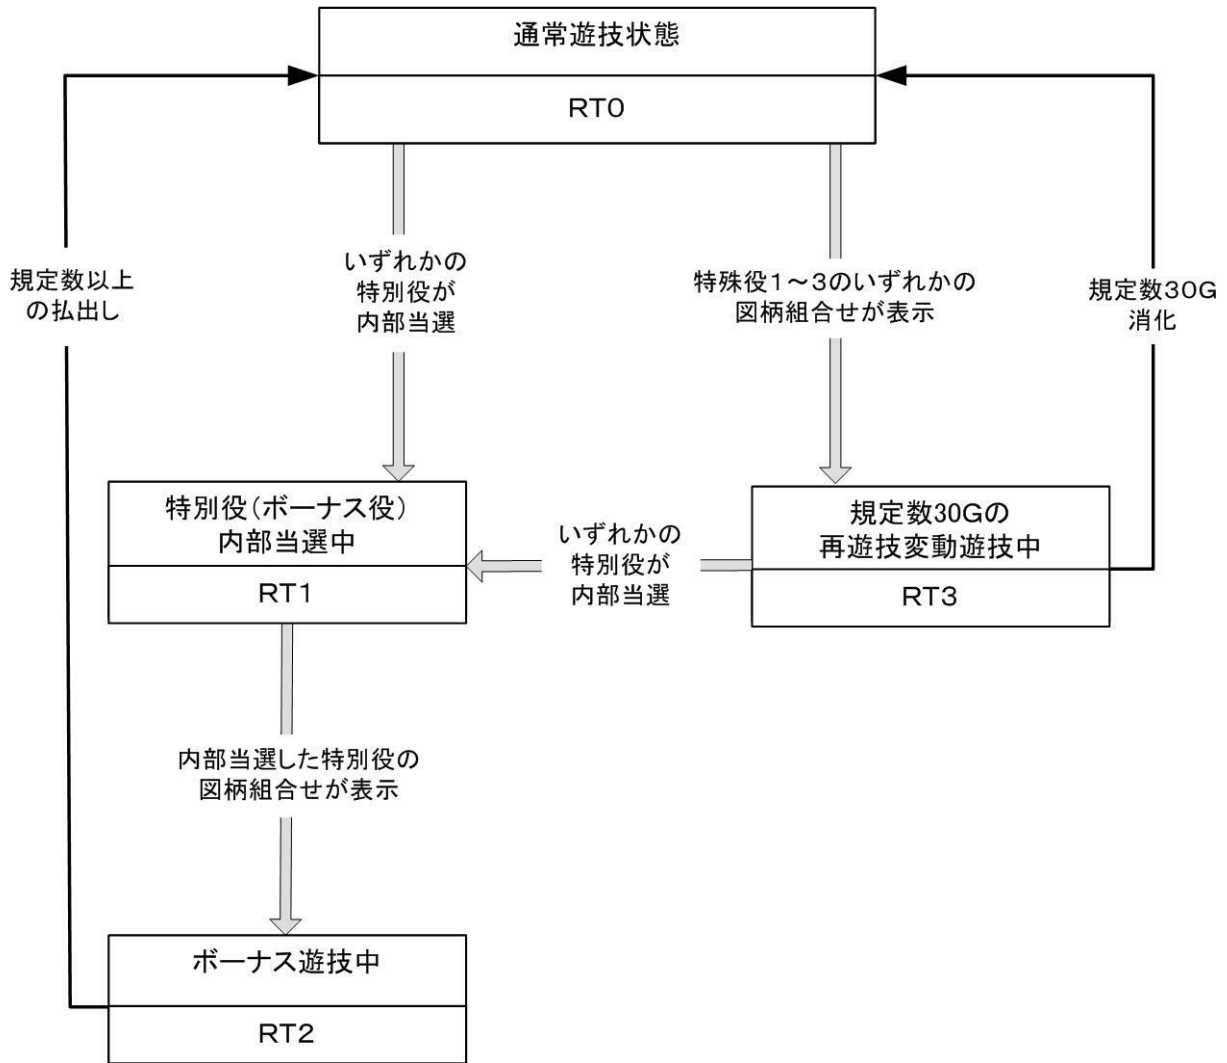 通常遊技状態
RT0
規定数以上
の払出し
いずれかの
特別役が
内部当選
特殊役1～3のいずれかの
図柄組合せが表示
規定数30G
消化
特別役(ボーナス役)
内部当選中
RT1
いずれかの
特別役が
内部当選
規定数30Gの
再遊技変動遊技中
RT3
内部当選した特別役の
図柄組合せが表示
ボーナス遊技中
RT2